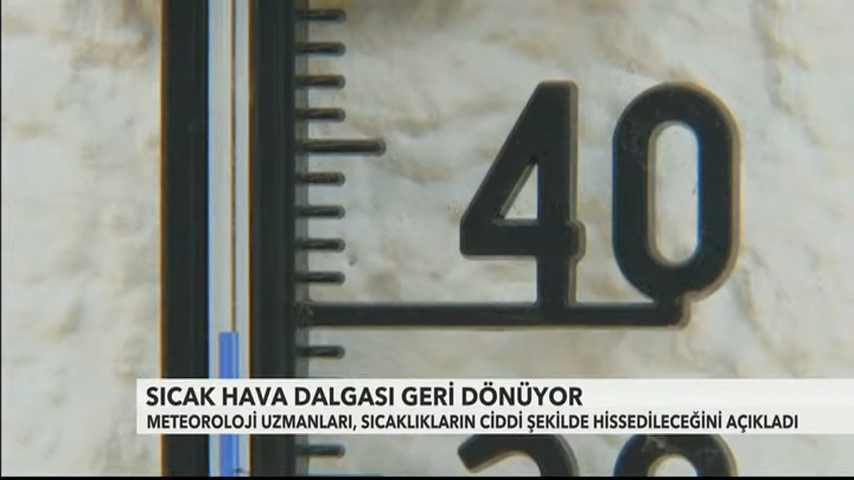 40
SICAK HAVA DALGASI GERİ DÖNÜYOR
METEOROLOJİ UZMANLARI, SICAKLIKLARIN CİDDİ ŞEKİLDE HİSSEDİLECEĞİNİ AÇIKLADI